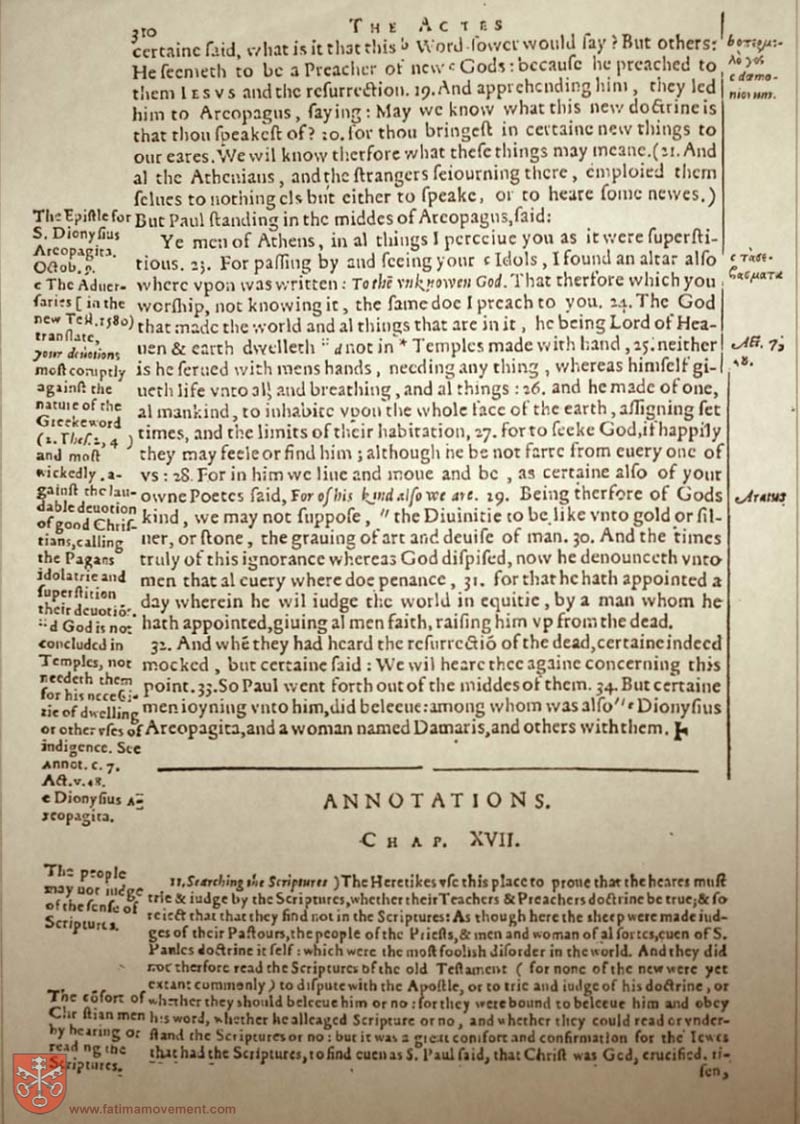 310
THE ACTES
certaine ſaid, what is it that this ᵇ Word-ſower would ſay? But others:
He ſeemeth to be a Preacher of new ᶜ Gods: becauſe he preached to
them IESVS and the reſurrection. 19. And apprehending him, they led
him to Areopagus, ſaying: May we know what this new doctrine is
that thou ſpeakeſt of? 20. for thou bringeſt in certaine new things to
our eares. We wil know therfore what theſe things may meane. (21. And
al the Athenians, and the ſtrangers ſeiourning there, emploied them
ſelues to nothing els but either to ſpeake, or to heare ſome newes.)
But Paul ſtanding in the middes of Areopagus, ſaid:
Ye men of Athens, in al things I perceiue you as it were ſuperſti-
tious. 23. For paſſing by and ſeeing your ᵉ Idols, I found an altar alſo
where vpon was written: To thē vnknowen God. That therfore which you
worſhip, not knowing it, the ſame doe I preach to you. 24. The God
that made the world and al things that are in it, he being Lord of Hea-
uen & earth dwelleth " d not in * Temples made with hand, 25. neither
is he ſerued with mens hands, needing any thing, whereas himſelf gi-
ueth life vnto all, and breathing, and al things: 26. and he made of one,
al mankind, to inhabite vpon the whole face of the earth, aſſigning ſet
times, and the limits of their habitation, 27. for to ſeeke God, if happily
they may feele or find him; although he be not farre from euery one of
vs: 28. For in him we liue and moue and be, as certaine alſo of your
owne Poetes ſaid, For of his kind alſo we are. 29. Being therfore of Gods
kind, we may not ſuppoſe, " the Diuinitie to be like vnto gold or ſil-
uer, or ſtone, the grauing of art and deuiſe of man. 30. And the times
truly of this ignorance whereas God diſpiſed, now he denounceth vnto
men that al euery where doe penance, 31. for that he hath appointed a
day wherein he wil iudge the world in equitie, by a man whom he
hath appointed, giuing al men faith, raiſing him vp from the dead.
32. And whē they had heard the reſurrectiō of the dead, certaine indeed
mocked, but certaine ſaid: We wil heare thee againe concerning this
point. 33. So Paul went forth out of the middes of them. 34. But certaine
men ioyning vnto him, did beleeue: among whom was alſo " ᵉ Dionyſius
Areopagita, and a woman named Damaris, and others with them.
c dæmo-
niorum.
Act. 7,
48.
Aratus
The Epiſtle for
S. Dionyſius
Areopagita.
Octob. 9.
c The Aduer-
ſaries [in the
new Teſt. 1580)
tranſlate,
your deuotions
moſt corruptly
againſt the
nature of the
Greeke word
(2. Theſ. 2, 4)
and moſt
wickedly, a-
gainſt the lau-
dable deuotion
of good Chriſ-
tians, calling
the Pagans
idolatrie and
ſuperſtition
their deuotiō.
"d God is not
concluded in
Temples, not
needeth them
for his neceſſi-
tie of dwelling
or other vſes of
indigence. See
Annot. c. 7.
Act. v. 48.
e Dionyſius A-
reopagita.
ANNOTATIONS.
CHAP. XVII.
The people
may not iudge
of the ſenſe of
Scriptures.
11. Searching the Scriptures) The Heretikes vſe this place to proue that the heares muſt
trie & iudge by the Scriptures, whether their Teachers & Preachers doctrine be true; & ſo
reiect that that they find not in the Scriptures: As though here the ſheep were made iud-
ges of their Paſtours, the people of the Prieſts, & men and woman of al ſortes, euen of S.
Paules doctrine it ſelf: which were the moſt fooliſh diſorder in the world. And they did
not therfore read the Scriptures of the old Teſtament (for none of the new were yet
extant commonly) to diſpute with the Apoſtle, or to trie and iudge of his doctrine, or
whether they should beleeue him or no: for they were bound to beleeue him and obey
his word, whether he alleaged Scripture or no, and whether they could read or vnder-
ſtand the Scriptures or no: but it was a great comfort and confirmation for the Iewes
that had the Scriptures, to find euen as S. Paul ſaid, that Chriſt was God, crucified, ri-
ſen,
The cōfort of
Chriſtian men
by hearing or
reading the
Scriptures.
www.fatimamovement.com